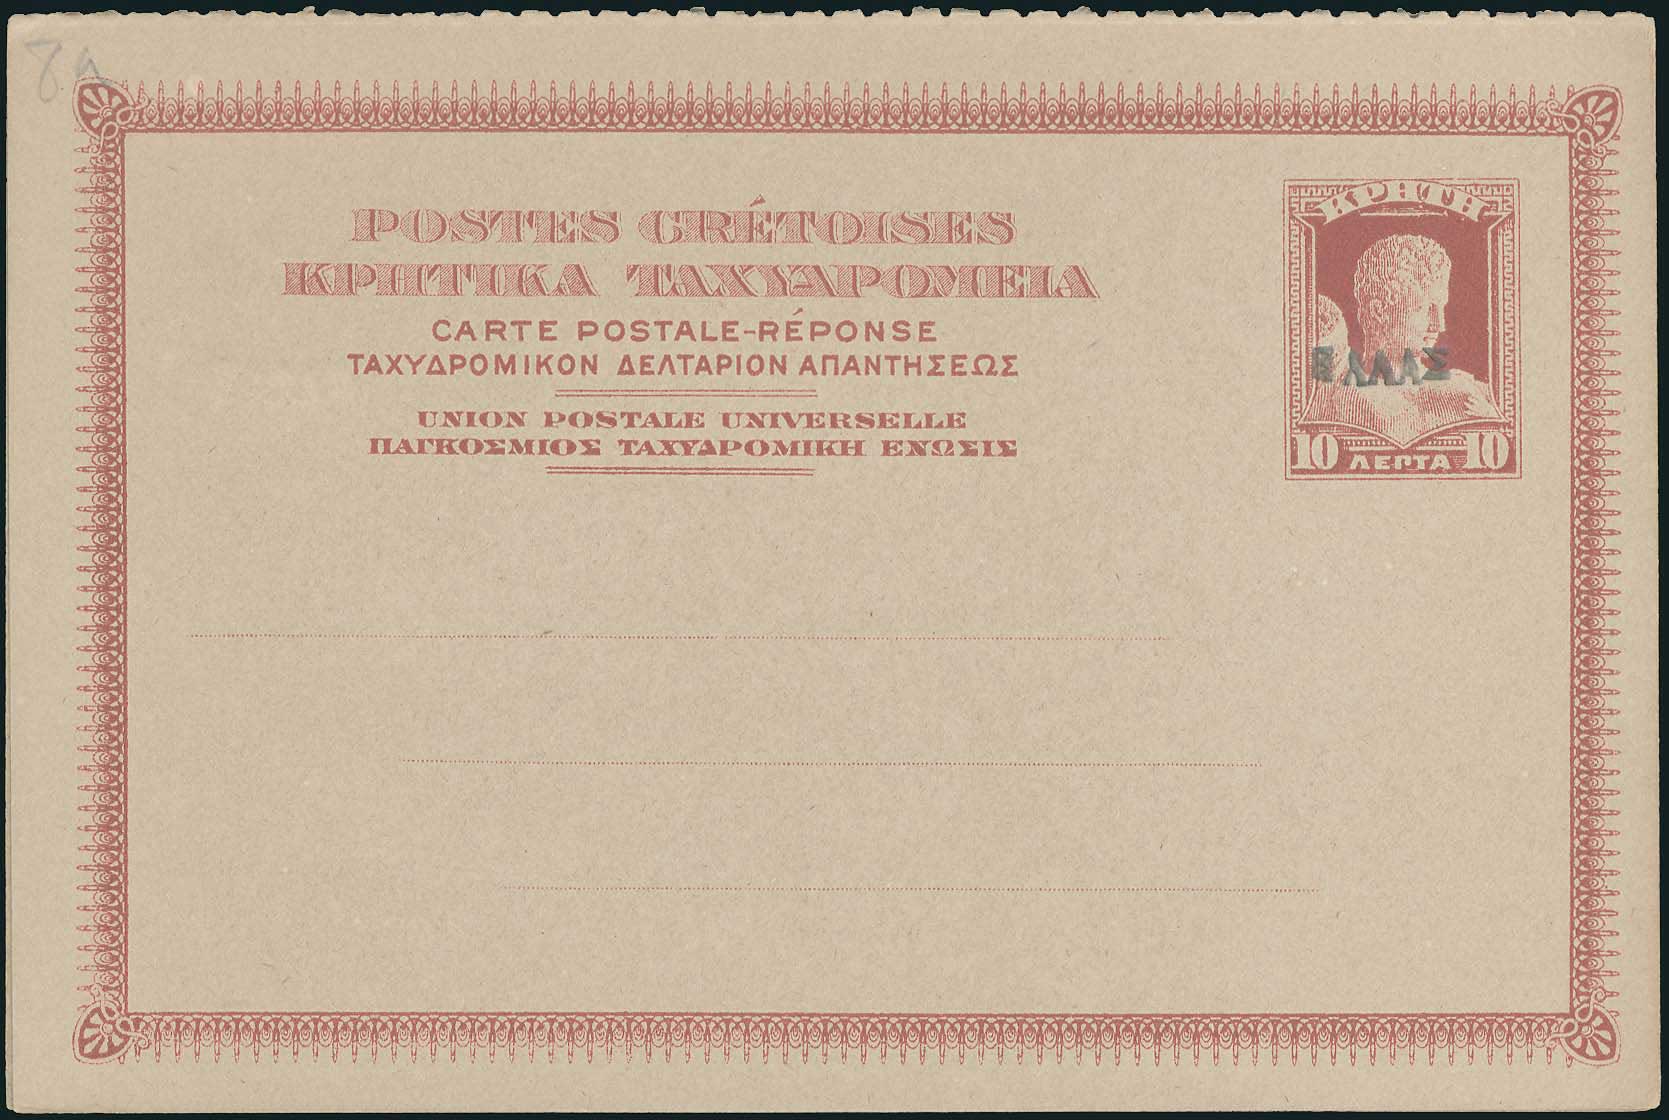 8a
POSTES CRÉTOISES
ΚΡΗΤΙΚΑ ΤΑΧΥΔΡΟΜΕΙΑ
CARTE POSTALE-RÉPONSE
ΤΑΧΥΔΡΟΜΙΚΟΝ ΔΕΛΤΑΡΙΟΝ ΑΠΑΝΤΗΣΕΩΣ
UNION POSTALE UNIVERSELLE
ΠΑΓΚΟΣΜΙΟΣ ΤΑΧΥΔΡΟΜΙΚΗ ΕΝΩΣΙΣ
ΚΡΗΤΗ
ΕΛΛΑΣ
10 ΛΕΠΤΑ 10